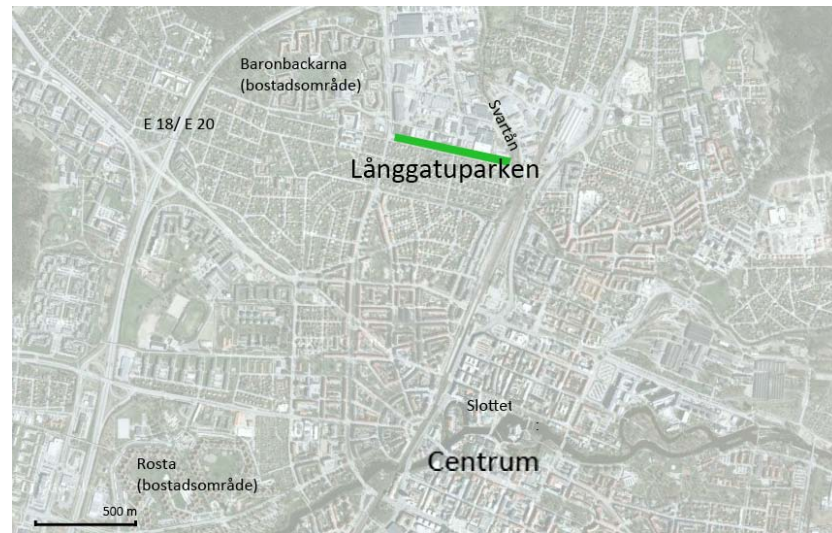 Baronbackarna
(bostadsområde)
E 18/ E 20
Svartån
Långgatuparken
Slottet
Centrum
Rosta
(bostadsområde)
500 m